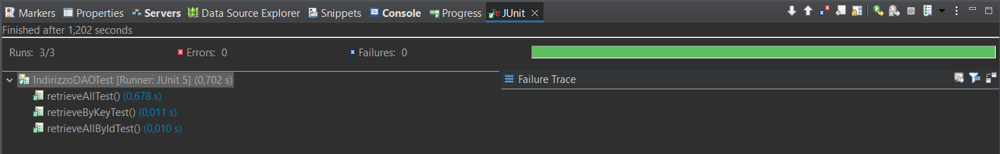 Markers Properties Servers Data Source Explorer Snippets Console Progress JUnit
Finished after 1,202 seconds
Runs: 3/3 Errors: 0 Failures: 0
IndirizzoDAOTest [Runner: JUnit 5] (0,702 s) Failure Trace
retrieveAllTest() (0,678 s)
retrieveByKeyTest() (0,011 s)
retrieveAllByIdTest() (0,010 s)